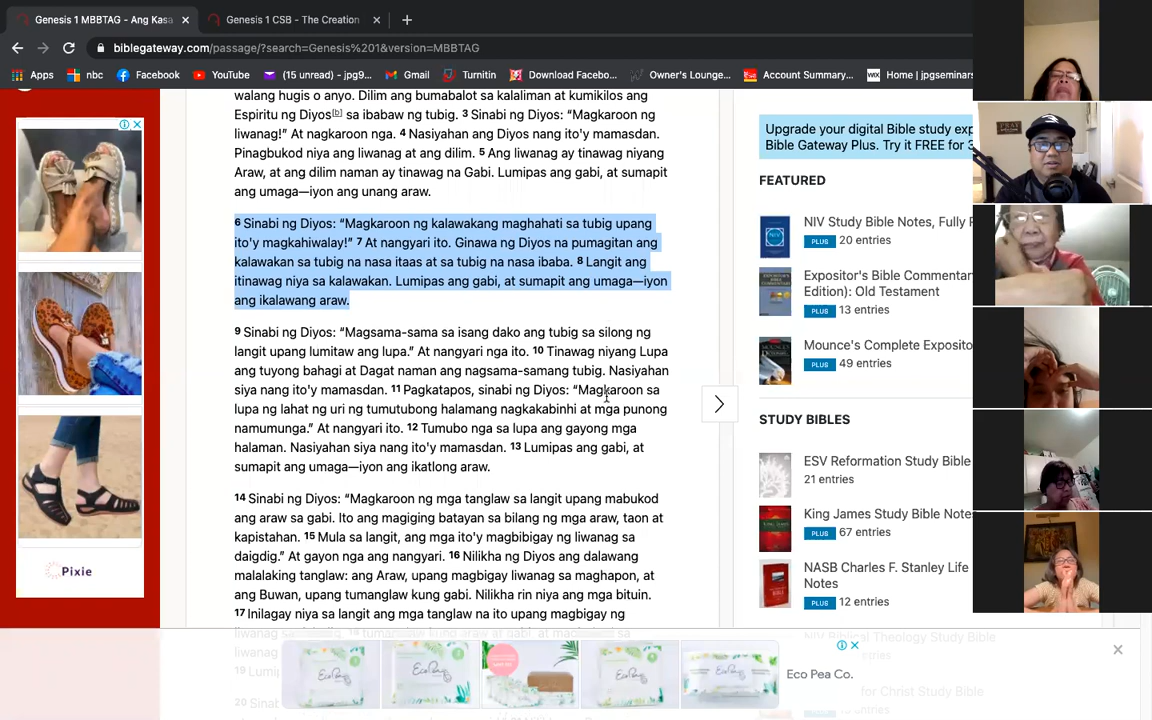 Genesis 1 MBBTAG - Ang Kasa
Genesis 1 CSB - The Creation
biblegateway.com/passage/?search=Genesis%201&version=MBBTAG
Apps
nbc
Facebook
YouTube
(15 unread) - jpg9...
Gmail
Turnitin
Download Facebo...
Owner's Lounge...
Account Summary...
Home | jpgseminars
walang hugis o anyo. Dilim ang bumabalot sa kalaliman at kumikilos ang
Espiritu ng Diyos[b] sa ibabaw ng tubig. 3 Sinabi ng Diyos: “Magkaroon ng
liwanag!” At nagkaroon nga. 4 Nasiyahan ang Diyos nang ito'y mamasdan.
Pinagbukod niya ang liwanag at ang dilim. 5 Ang liwanag ay tinawag niyang
Araw, at ang dilim naman ay tinawag na Gabi. Lumipas ang gabi, at sumapit
ang umaga—iyon ang unang araw.
6 Sinabi ng Diyos: “Magkaroon ng kalawakang maghahati sa tubig upang
ito'y magkahiwalay!” 7 At nangyari ito. Ginawa ng Diyos na pumagitan ang
kalawakan sa tubig na nasa itaas at sa tubig na nasa ibaba. 8 Langit ang
itinawag niya sa kalawakan. Lumipas ang gabi, at sumapit ang umaga—iyon
ang ikalawang araw.
9 Sinabi ng Diyos: “Magsama-sama sa isang dako ang tubig sa silong ng
langit upang lumitaw ang lupa.” At nangyari nga ito. 10 Tinawag niyang Lupa
ang tuyong bahagi at Dagat naman ang nagsama-samang tubig. Nasiyahan
siya nang ito'y mamasdan. 11 Pagkatapos, sinabi ng Diyos: “Magkaroon sa
lupa ng lahat ng uri ng tumutubong halamang nagkakabinhi at mga punong
namumunga.” At nangyari ito. 12 Tumubo nga sa lupa ang gayong mga
halaman. Nasiyahan siya nang ito'y mamasdan. 13 Lumipas ang gabi, at
sumapit ang umaga—iyon ang ikatlong araw.
14 Sinabi ng Diyos: “Magkaroon ng mga tanglaw sa langit upang mabukod
ang araw sa gabi. Ito ang magiging batayan sa bilang ng mga araw, taon at
kapistahan. 15 Mula sa langit, ang mga ito'y magbibigay ng liwanag sa
daigdig.” At gayon nga ang nangyari. 16 Nilikha ng Diyos ang dalawang
malalaking tanglaw: ang Araw, upang magbigay liwanag sa maghapon, at
ang Buwan, upang tumanglaw kung gabi. Nilikha rin niya ang mga bituin.
17 Inilagay niya sa langit ang mga tanglaw na ito upang magbigay ng
19 Lumi
20 Sinab
Pixie
Upgrade your digital Bible study exp
Bible Gateway Plus. Try it FREE for 3
FEATURED
NIV Study Bible Notes, Fully R
PLUS 20 entries
Expositor's Bible Commentar
Edition): Old Testament
PLUS 13 entries
Mounce's Complete Exposito
PLUS 49 entries
STUDY BIBLES
ESV Reformation Study Bible
21 entries
King James Study Bible Note
PLUS 67 entries
NASB Charles F. Stanley Life
Notes
PLUS 12 entries
NIV Biblical Theology Study Bible
for Christ Study Bible
Eco Pea Co.
PRAY